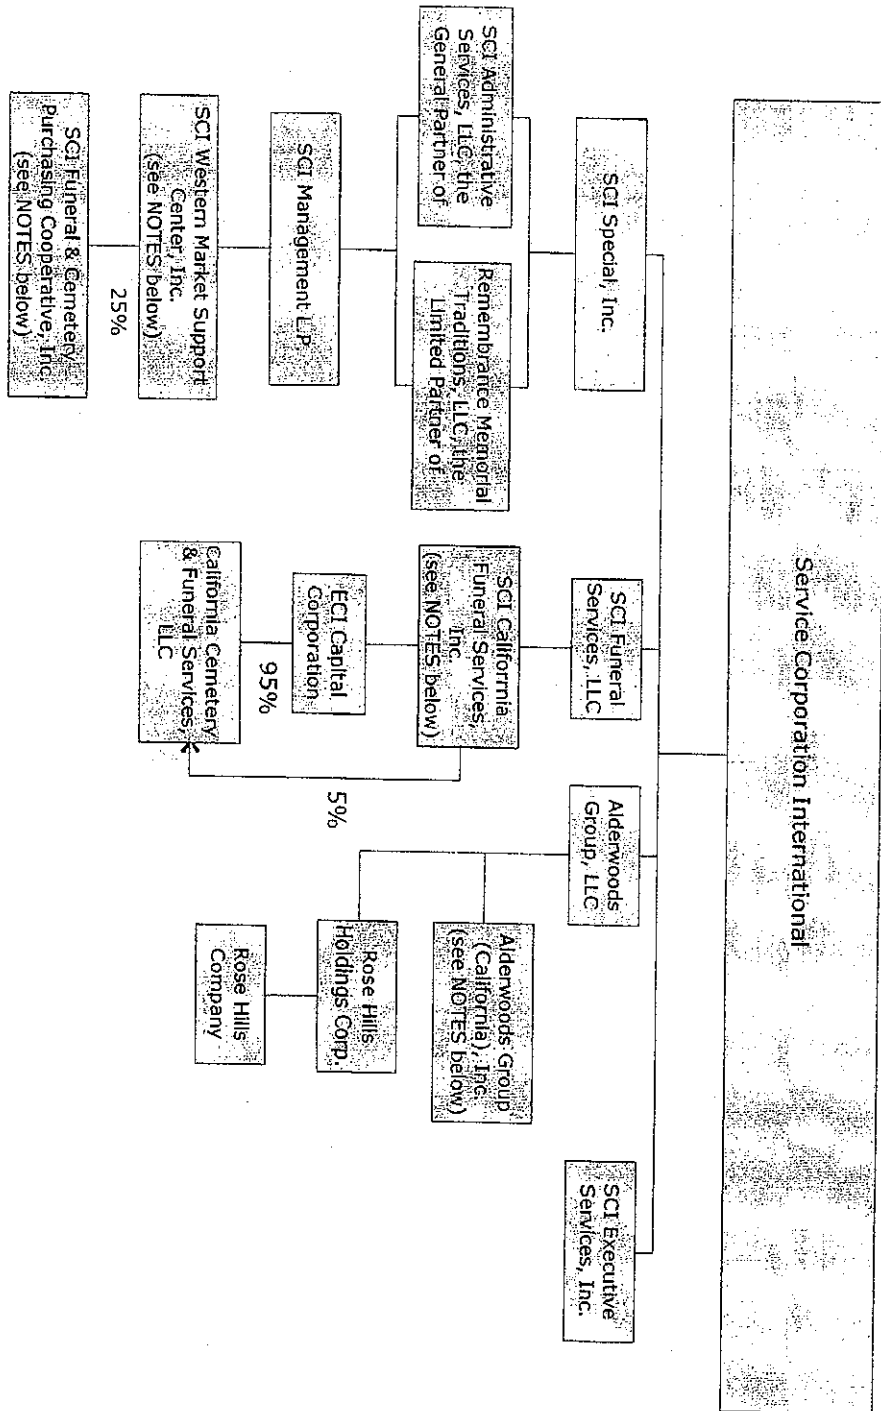 Service Corporation International
SCI Special, Inc.
SCI Funeral
Services, LLC
Alderwoods
Group, LLC
SCI Executive
Services, Inc.
SCI Administrative
Services, LLC, the
General Partner of
Remembrance Memorial
Traditions, LLC, the
Limited Partner of
SCI California
Funeral Services,
Inc.
(see NOTES below)
Alderwoods Group
(California), Inc.
(see NOTES below)
SCI Management L.P
ECI Capital
Corporation
Rose Hills
Holdings Corp.
95%
5%
SCI Western Market Support
Center, Inc.
(see NOTES below)
California Cemetery
& Funeral Services,
LLC
Rose Hills
Company
25%
SCI Funeral & Cemetery
Purchasing Cooperative, Inc.
(see NOTES below)